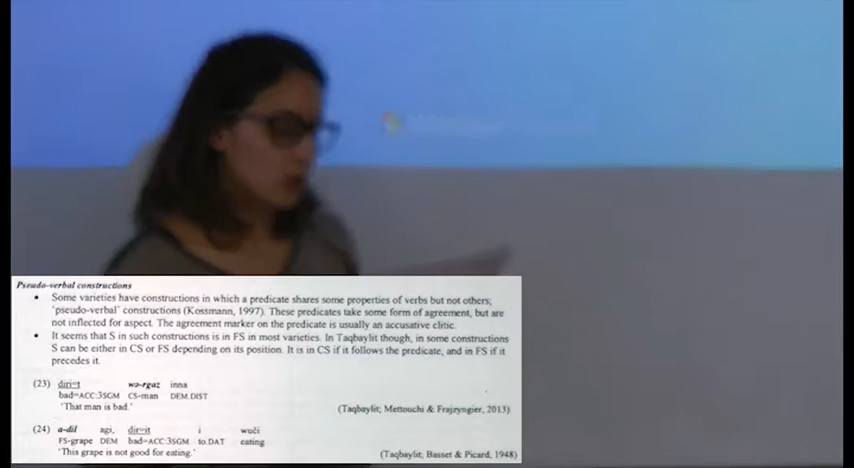 Pseudo-verbal constructions
• Some varieties have constructions in which a predicate shares some properties of verbs but not others;
'pseudo-verbal' constructions (Kossmann, 1997). These predicates take some form of agreement, but are
not inflected for aspect. The agreement marker on the predicate is usually an accusative clitic.
• It seems that S in such constructions is in FS in most varieties. In Taqbaylit though, in some constructions
S can be either in CS or FS depending on its position. It is in CS if it follows the predicate, and in FS if it
precedes it.
(23) diri=t wə-rgaz inna
bad=ACC:3SGM CS-man DEM.DIST
'That man is bad.'
(Taqbaylit; Mettouchi & Frajzyngier, 2013)
(24) a-dil agi, dir=it i wučči
FS-grape DEM bad=ACC:3SGM to.DAT eating
'This grape is not good for eating.'
(Taqbaylit; Basset & Picard, 1948)